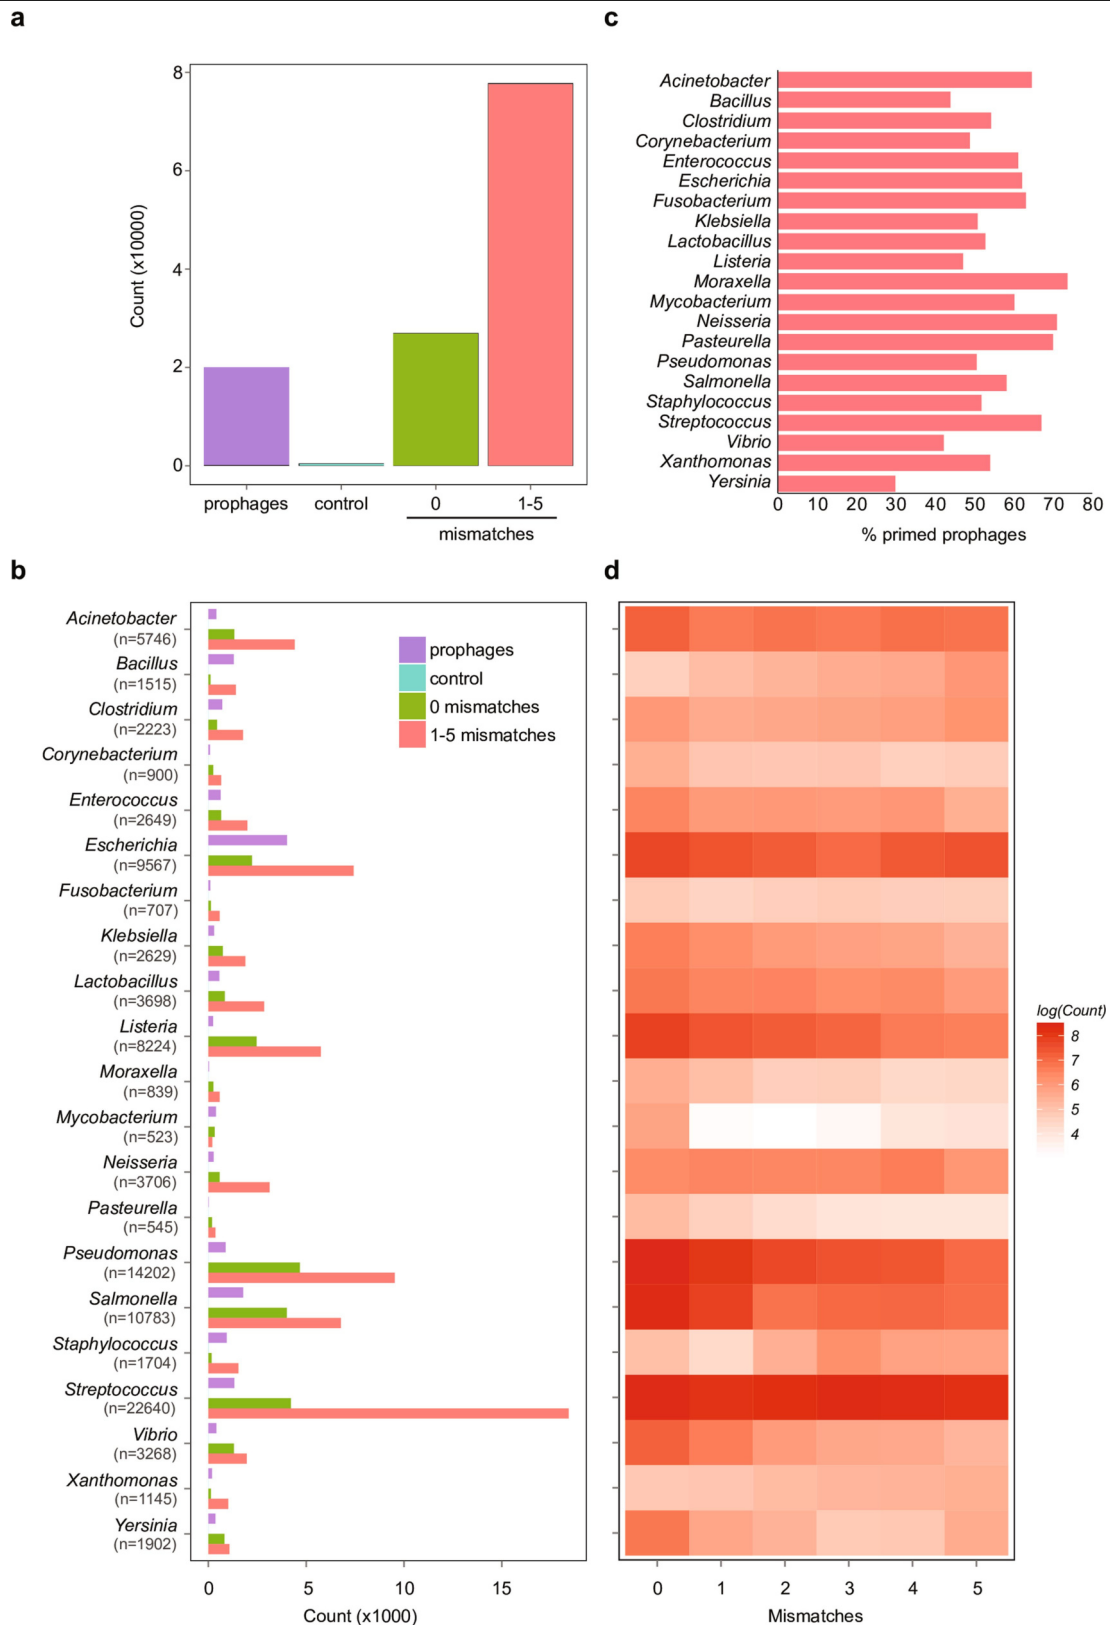 a
8
6
4
2
0
Count (x10000)
prophages
control
0
1-5
mismatches
c
Acinetobacter
Bacillus
Clostridium
Corynebacterium
Enterococcus
Escherichia
Fusobacterium
Klebsiella
Lactobacillus
Listeria
Moraxella
Mycobacterium
Neisseria
Pasteurella
Pseudomonas
Salmonella
Staphylococcus
Streptococcus
Vibrio
Xanthomonas
Yersinia
0 10 20 30 40 50 60 70 80
% primed prophages
b
Acinetobacter
(n=5746)
Bacillus
(n=1515)
Clostridium
(n=2223)
Corynebacterium
(n=900)
Enterococcus
(n=2649)
Escherichia
(n=9567)
Fusobacterium
(n=707)
Klebsiella
(n=2629)
Lactobacillus
(n=3698)
Listeria
(n=8224)
Moraxella
(n=839)
Mycobacterium
(n=523)
Neisseria
(n=3706)
Pasteurella
(n=545)
Pseudomonas
(n=14202)
Salmonella
(n=10783)
Staphylococcus
(n=1704)
Streptococcus
(n=22640)
Vibrio
(n=3268)
Xanthomonas
(n=1145)
Yersinia
(n=1902)
prophages
control
0 mismatches
1-5 mismatches
0 5 10 15
Count (x1000)
d
log(Count)
8
7
6
5
4
0 1 2 3 4 5
Mismatches